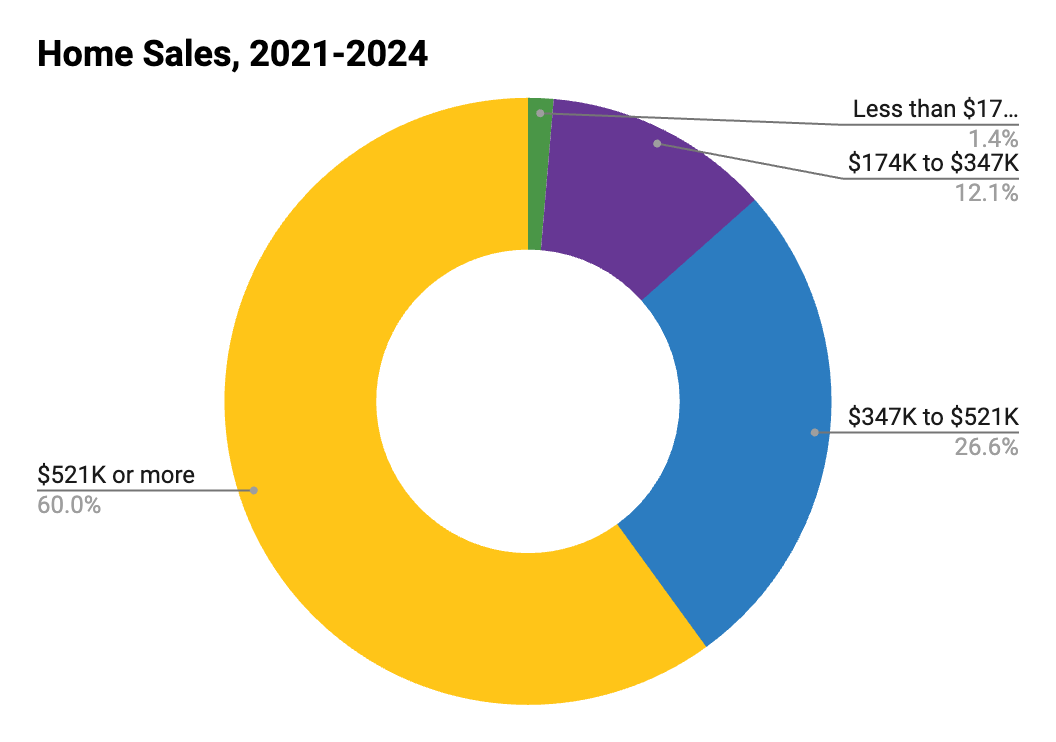 Home Sales, 2021-2024
Less than $17…
1.4%
$174K to $347K
12.1%
$347K to $521K
26.6%
$521K or more
60.0%